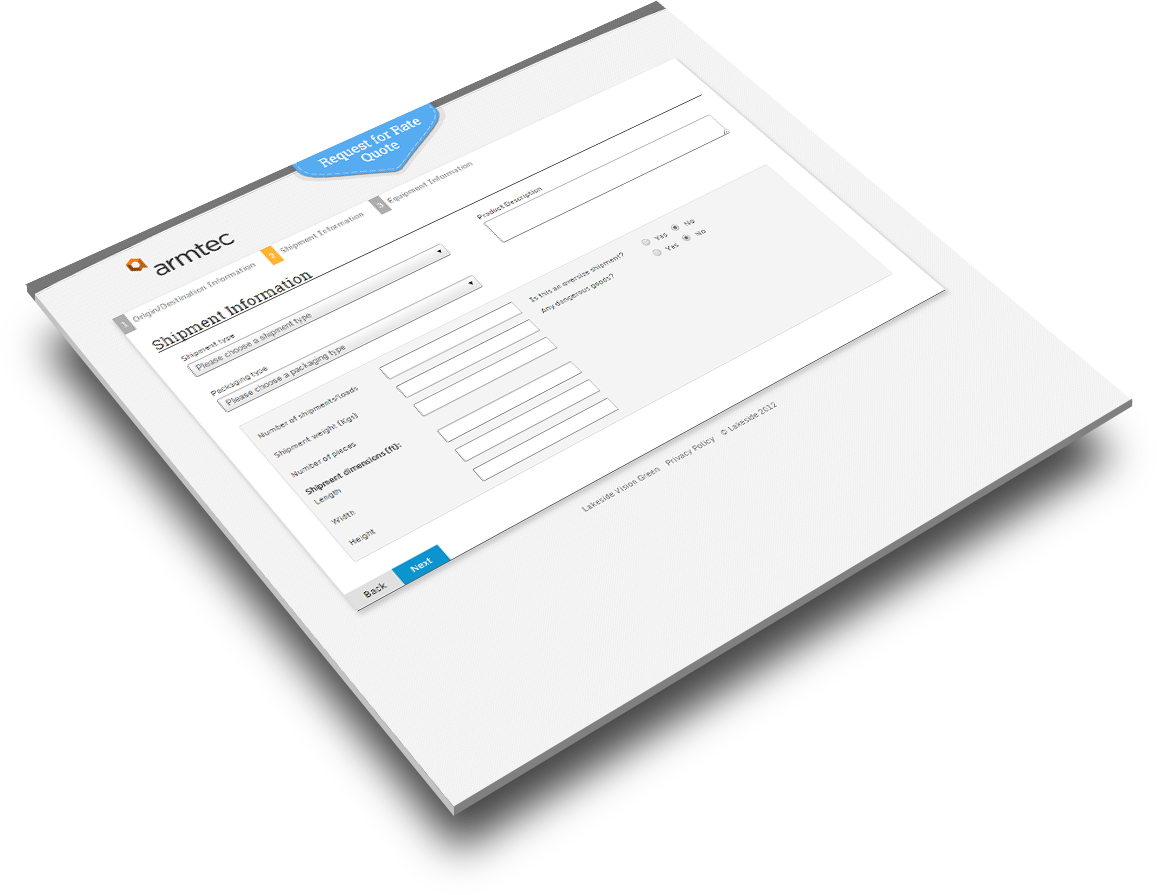 Request for Rate
Quote
armtec
1 Origin/Destination Information
2 Shipment Information
3 Equipment Information
Shipment Information
Shipment type
Please choose a shipment type
Packaging type
Please choose a packaging type
Product Description
Number of shipments/loads
Shipment weight (Kgs)
Number of pieces
Shipment dimensions (ft):
Length
Width
Height
Is this an oversize shipment?
Yes No
Any dangerous goods?
Yes No
Back
Next
Lakeside Vision Green Privacy Policy © Lakeside 2012